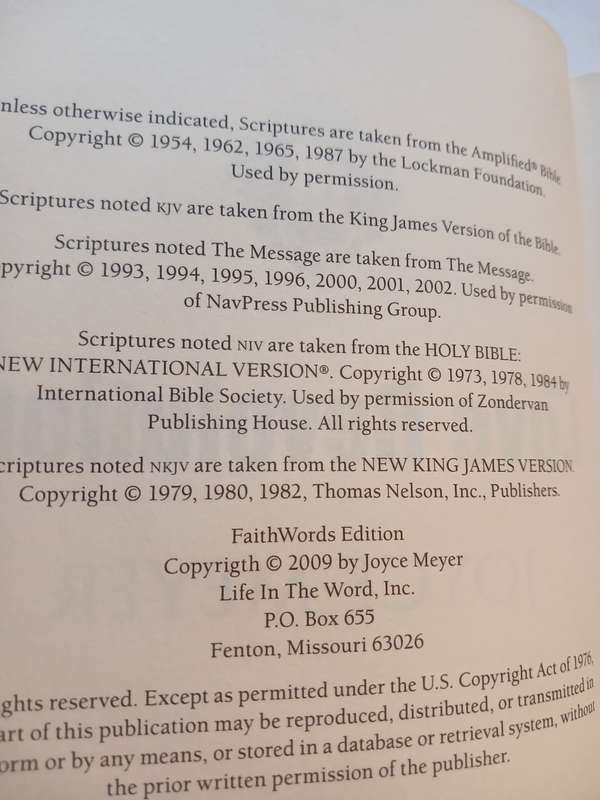 nless otherwise indicated, Scriptures are taken from the Amplified® Bible
Copyright © 1954, 1962, 1965, 1987 by the Lockman Foundation.
Used by permission.
Scriptures noted KJV are taken from the King James Version of the Bible.
Scriptures noted The Message are taken from The Message.
pyright © 1993, 1994, 1995, 1996, 2000, 2001, 2002. Used by permission
of NavPress Publishing Group.
Scriptures noted NIV are taken from the HOLY BIBLE:
NEW INTERNATIONAL VERSION®. Copyright © 1973, 1978, 1984 by
International Bible Society. Used by permission of Zondervan
Publishing House. All rights reserved.
criptures noted NKJV are taken from the NEW KING JAMES VERSION.
Copyright © 1979, 1980, 1982, Thomas Nelson, Inc., Publishers.
FaithWords Edition
Copyrigth © 2009 by Joyce Meyer
Life In The Word, Inc.
P.O. Box 655
Fenton, Missouri 63026
ghts reserved. Except as permitted under the U.S. Copyright Act of 1976,
art of this publication may be reproduced, distributed, or transmitted in
orm or by any means, or stored in a database or retrieval system, without
the prior written permission of the publisher.